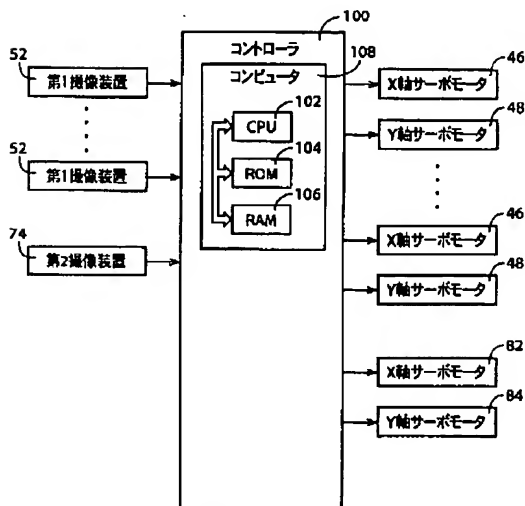 100
コントローラ
108
コンピュータ
102
CPU
104
ROM
106
RAM
52
第1撮像装置
52
第1撮像装置
74
第2撮像装置
46
X軸サーボモータ
48
Y軸サーボモータ
46
X軸サーボモータ
48
Y軸サーボモータ
82
X軸サーボモータ
84
Y軸サーボモータ